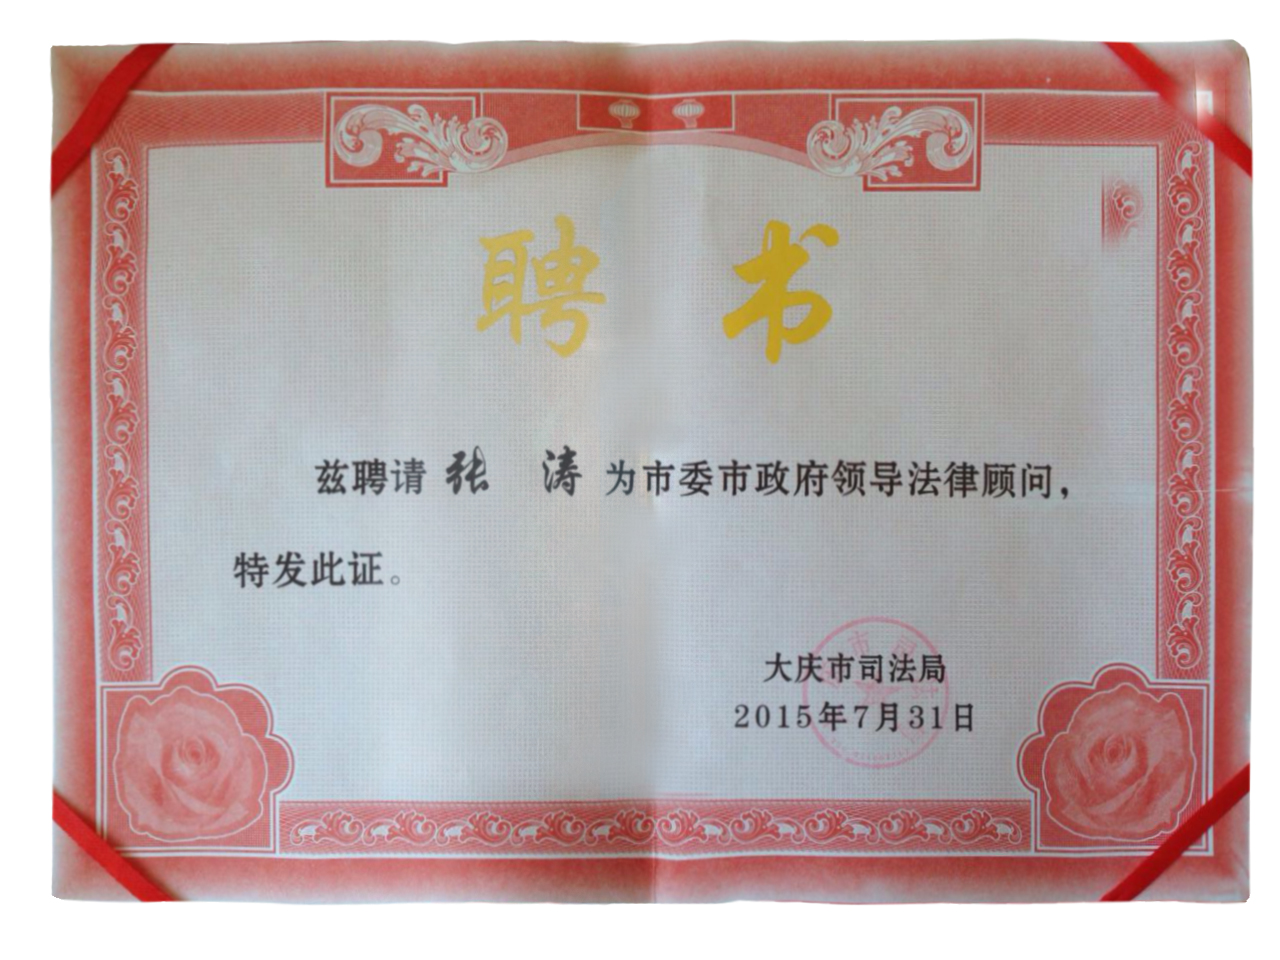 聘 书
兹聘请 张 涛 为市委市政府领导法律顾问，
特发此证。
大庆市司法局
2015年7月31日